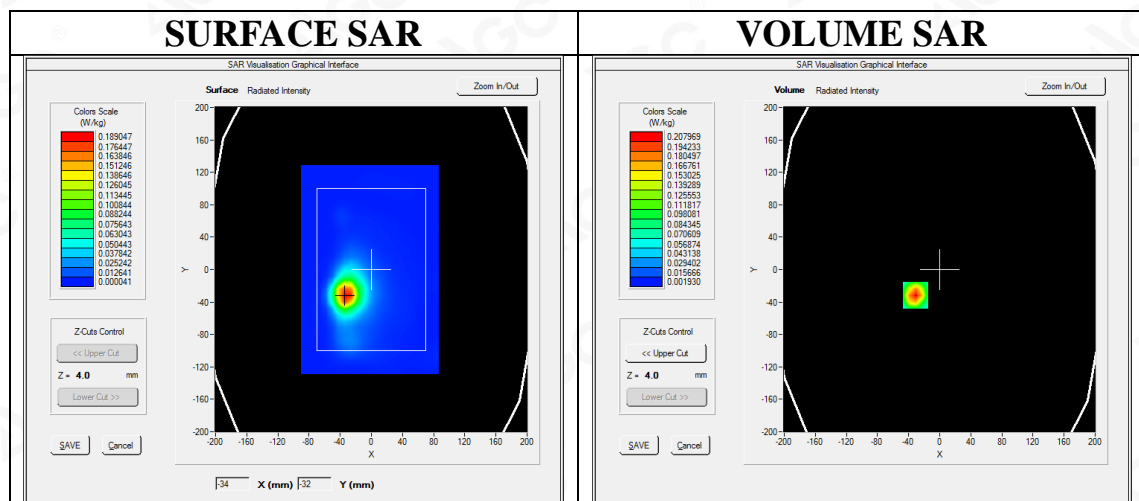 SURFACE SAR
SAR Visualisation Graphical Interface
Surface Radiated Intensity
Zoom In/Out
Colors Scale
(W/kg)
0.189047
0.176447
0.163846
0.151246
0.138646
0.126045
0.113445
0.100844
0.088244
0.075643
0.063043
0.050443
0.037842
0.025242
0.012641
0.000041
Z-Cuts Control
<< Upper Cut
Z = 4.0 mm
Lower Cut >>
SAVE Cancel
200
160
120
80
40
0
-40
-80
-120
-160
-200
Y
-200 -160 -120 -80 -40 0 40 80 120 160 200
X
-34 X (mm) -32 Y (mm)
VOLUME SAR
SAR Visualisation Graphical Interface
Volume Radiated Intensity
Zoom In/Out
Colors Scale
(W/kg)
0.207969
0.194233
0.180497
0.166761
0.153025
0.139289
0.125553
0.111817
0.098081
0.084345
0.070609
0.056874
0.043138
0.029402
0.015666
0.001930
Z-Cuts Control
<< Upper Cut
Z = 4.0 mm
Lower Cut >>
SAVE Cancel
200
160
120
80
40
0
-40
-80
-120
-160
-200
Y
-200 -160 -120 -80 -40 0 40 80 120 160 200
X